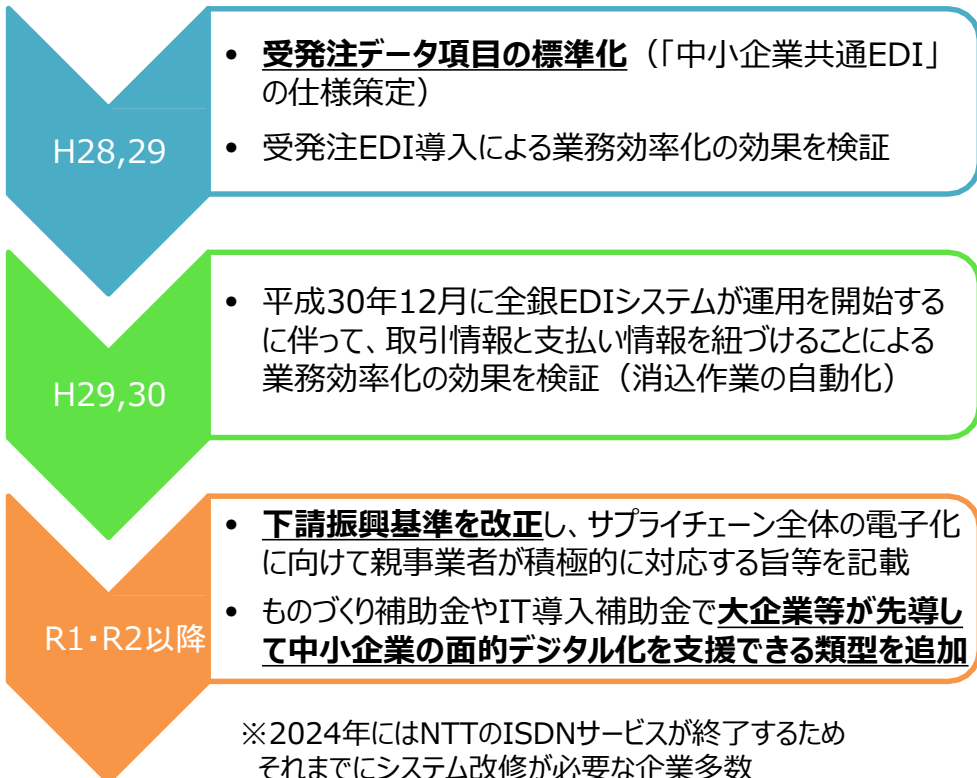 • 受発注データ項目の標準化（「中小企業共通EDI」
の仕様策定）
H28,29
• 受発注EDI導入による業務効率化の効果を検証
• 平成30年12月に全銀EDIシステムが運用を開始する
に伴って、取引情報と支払い情報を紐づけることによる
業務効率化の効果を検証（消込作業の自動化）
H29,30
• 下請振興基準を改正し、サプライチェーン全体の電子化
に向けて親事業者が積極的に対応する旨等を記載
R1・R2以降
• ものづくり補助金やIT導入補助金で大企業等が先導し
て中小企業の面的デジタル化を支援できる類型を追加
※2024年にはNTTのISDNサービスが終了するため
それまでにシステム改修が必要な企業多数